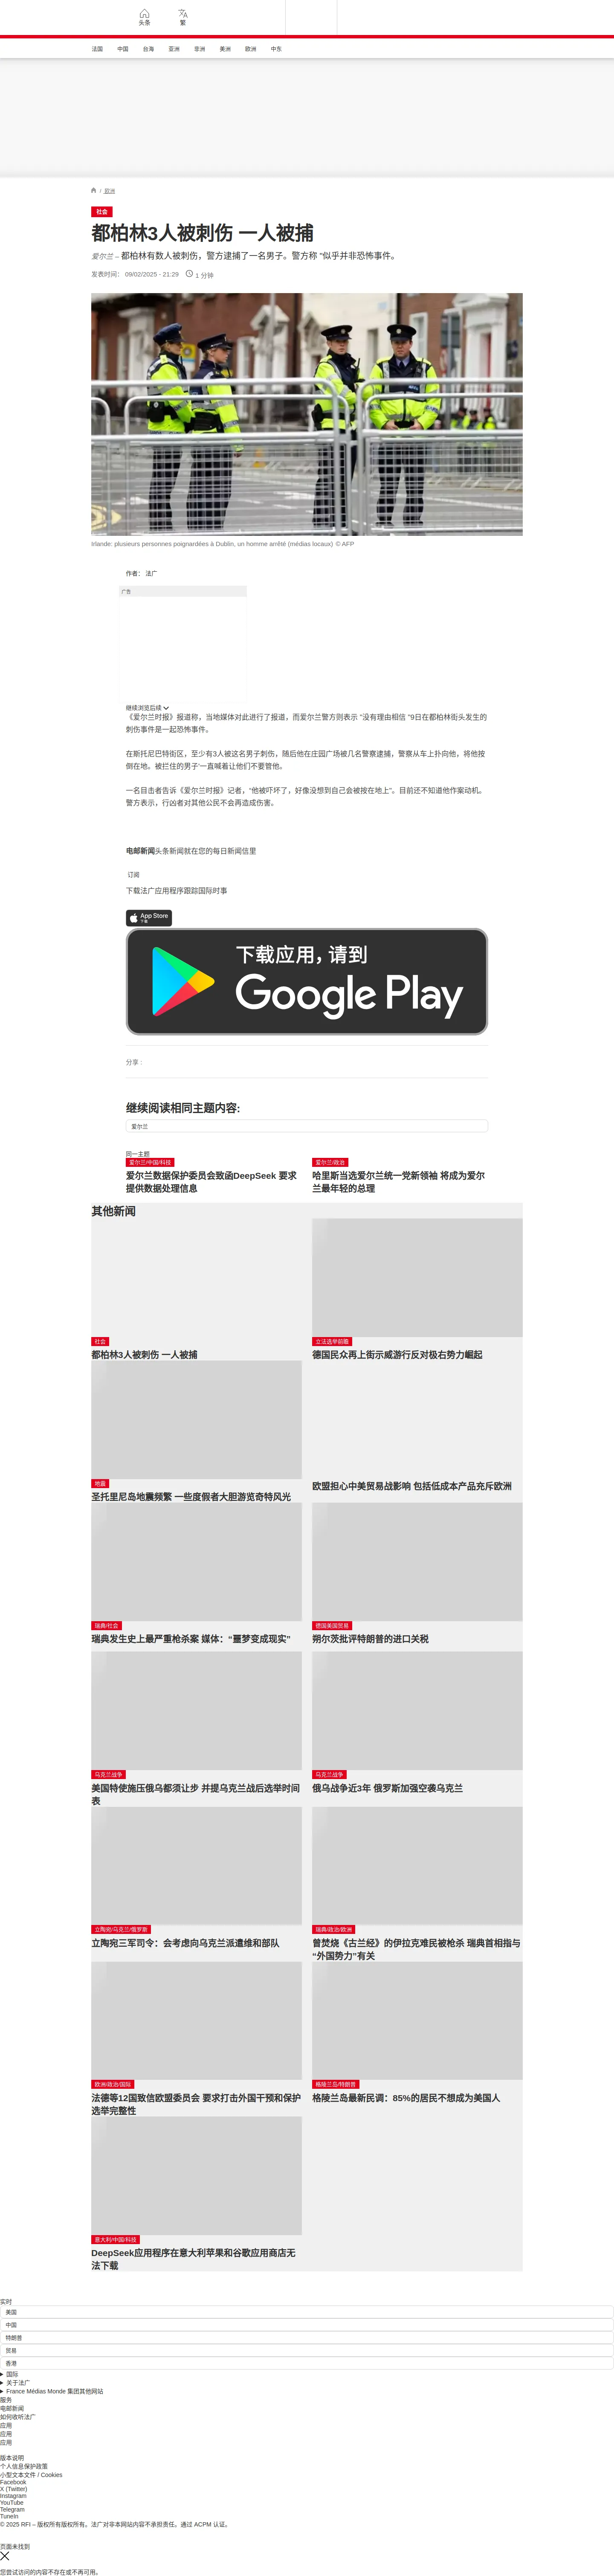 头条
繁
法国
中国
台海
亚洲
非洲
美洲
欧洲
中东
/ 欧洲
社会
都柏林3人被刺伤 一人被捕
爱尔兰 – 都柏林有数人被刺伤，警方逮捕了一名男子。警方称 "似乎并非恐怖事件。
发表时间： 09/02/2025 - 21:29
1 分钟
Irlande: plusieurs personnes poignardées à Dublin, un homme arrêté (médias locaux) © AFP
作者： 法广
广告
继续浏览后续
《爱尔兰时报》报道称，当地媒体对此进行了报道，而爱尔兰警方则表示 "没有理由相信 "9日在都柏林街头发生的
刺伤事件是一起恐怖事件。
在斯托尼巴特街区，至少有3人被这名男子刺伤，随后他在庄园广场被几名警察逮捕，警察从车上扑向他，将他按
倒在地。被拦住的男子"一直喊着让他们不要管他。
一名目击者告诉《爱尔兰时报》记者，“他被吓坏了，好像没想到自己会被按在地上”。目前还不知道他作案动机。
警方表示，行凶者对其他公民不会再造成伤害。
电邮新闻头条新闻就在您的每日新闻信里
订阅
下载法广应用程序跟踪国际时事
App Store
下载
下载应用，请到
Google Play
分享 :
继续阅读相同主题内容:
爱尔兰
同一主题
爱尔兰/中国/科技
爱尔兰数据保护委员会致函DeepSeek 要求
提供数据处理信息
爱尔兰/政治
哈里斯当选爱尔兰统一党新领袖 将成为爱尔
兰最年轻的总理
其他新闻
社会
都柏林3人被刺伤 一人被捕
立法选举前瞻
德国民众再上街示威游行反对极右势力崛起
地震
圣托里尼岛地震频繁 一些度假者大胆游览奇特风光
欧盟担心中美贸易战影响 包括低成本产品充斥欧洲
瑞典/社会
瑞典发生史上最严重枪杀案 媒体：“噩梦变成现实”
德国美国贸易
朔尔茨批评特朗普的进口关税
乌克兰战争
美国特使施压俄乌都须让步 并提乌克兰战后选举时间
表
乌克兰战争
俄乌战争近3年 俄罗斯加强空袭乌克兰
立陶宛/乌克兰/俄罗斯
立陶宛三军司令：会考虑向乌克兰派遣维和部队
瑞典/政治/欧洲
曾焚烧《古兰经》的伊拉克难民被枪杀 瑞典首相指与
“外国势力”有关
欧洲/政治/国际
法德等12国致信欧盟委员会 要求打击外国干预和保护
选举完整性
格陵兰岛/特朗普
格陵兰岛最新民调：85%的居民不想成为美国人
意大利/中国/科技
DeepSeek应用程序在意大利苹果和谷歌应用商店无
法下载
实时
美国
中国
特朗普
贸易
香港
国际
关于法广
France Médias Monde 集团其他网站
服务
电邮新闻
如何收听法广
应用
应用
应用
版本说明
个人信息保护政策
小型文本文件 / Cookies
Facebook
X (Twitter)
Instagram
YouTube
Telegram
TuneIn
© 2025 RFI – 版权所有版权所有。法广对非本网站内容不承担责任。通过 ACPM 认证。
页面未找到
您尝试访问的内容不存在或不再可用。